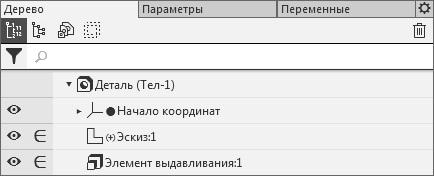 Дерево Параметры Переменные
Деталь (Тел-1)
Начало координат
(+)Эскиз:1
Элемент выдавливания:1